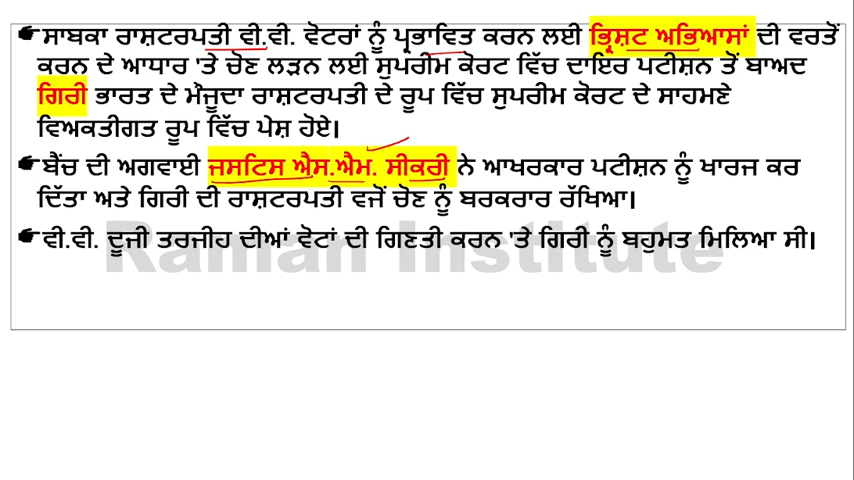 ☛ਸਾਬਕਾ ਰਾਸ਼ਟਰਪਤੀ ਵੀ.ਵੀ. ਵੋਟਰਾਂ ਨੂੰ ਪ੍ਰਭਾਵਿਤ ਕਰਨ ਲਈ ਭ੍ਰਿਸ਼ਟ ਅਭਿਆਸਾਂ ਦੀ ਵਰਤੋਂ
ਕਰਨ ਦੇ ਆਧਾਰ 'ਤੇ ਚੋਣ ਲੜਨ ਲਈ ਸੁਪਰੀਮ ਕੋਰਟ ਵਿੱਚ ਦਾਇਰ ਪਟੀਸ਼ਨ ਤੋਂ ਬਾਅਦ
ਗਿਰੀ ਭਾਰਤ ਦੇ ਮੌਜੂਦਾ ਰਾਸ਼ਟਰਪਤੀ ਦੇ ਰੂਪ ਵਿੱਚ ਸੁਪਰੀਮ ਕੋਰਟ ਦੇ ਸਾਹਮਣੇ
ਵਿਅਕਤੀਗਤ ਰੂਪ ਵਿੱਚ ਪੇਸ਼ ਹੋਏ।
☛ਬੈਂਚ ਦੀ ਅਗਵਾਈ ਜਸਟਿਸ ਐਸ.ਐਮ. ਸੀਕਰੀ ਨੇ ਆਖਰਕਾਰ ਪਟੀਸ਼ਨ ਨੂੰ ਖਾਰਜ ਕਰ
ਦਿੱਤਾ ਅਤੇ ਗਿਰੀ ਦੀ ਰਾਸ਼ਟਰਪਤੀ ਵਜੋਂ ਚੋਣ ਨੂੰ ਬਰਕਰਾਰ ਰੱਖਿਆ।
☛ਵੀ.ਵੀ. ਦੂਜੀ ਤਰਜੀਹ ਦੀਆਂ ਵੋਟਾਂ ਦੀ ਗਿਣਤੀ ਕਰਨ 'ਤੇ ਗਿਰੀ ਨੂੰ ਬਹੁਮਤ ਮਿਲਿਆ ਸੀ।
Raman Institute